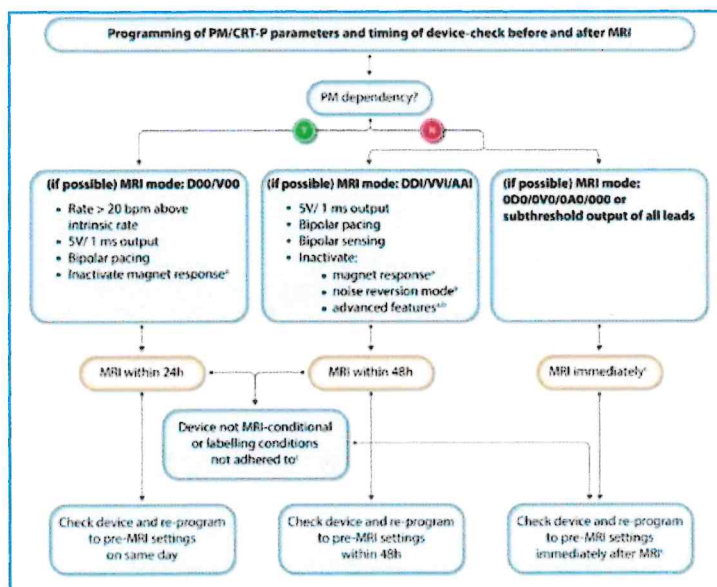 Programming of PM/CRT-P parameters and timing of device-check before and after MRI
PM dependency?
Y
N
(if possible) MRI mode: D00/V00
• Rate > 20 bpm above
intrinsic rate
• 5V/ 1 ms output
• Bipolar pacing
• Inactivate magnet response
(if possible) MRI mode: DDI/VVI/AAI
• 5V/ 1 ms output
• Bipolar pacing
• Bipolar sensing
• Inactivate:
• magnet response
• noise reversion mode
• advanced features
(if possible) MRI mode:
0D0/0V0/0A0/000 or
subthreshold output of all leads
MRI within 24h
MRI within 48h
MRI immediately
Device not MRI-conditional
or labelling conditions
not adhered to
Check device and re-program
to pre-MRI settings
on same day
Check device and re-program
to pre-MRI settings
within 48h
Check device and re-program
to pre-MRI settings
immediately after MRI